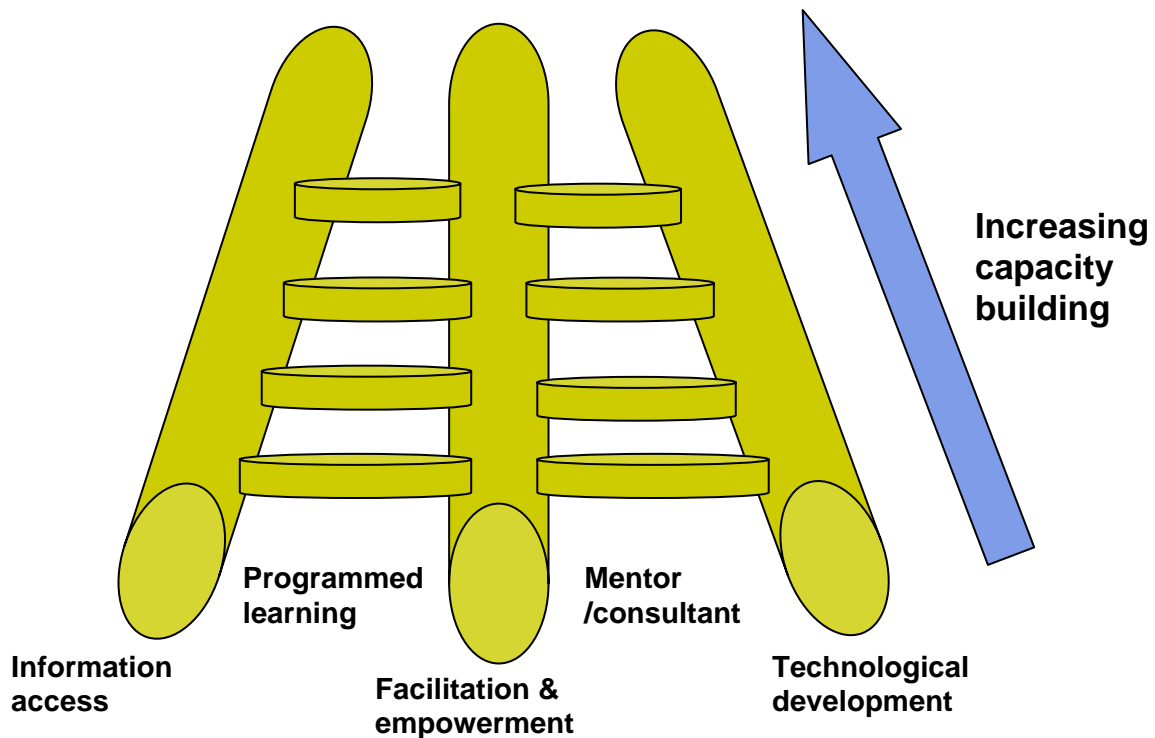 Increasing
capacity
building
Programmed
learning
Mentor
/consultant
Information
access
Facilitation &
empowerment
Technological
development